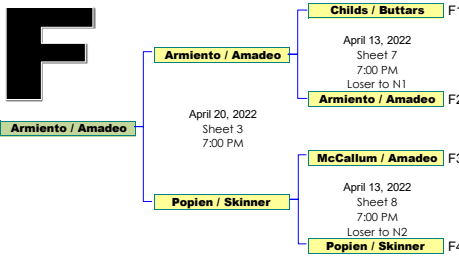 F
Childs / Buttars F1
April 13, 2022
Sheet 7
7:00 PM
Loser to N1
Armiento / Amadeo F2
Armiento / Amadeo
April 20, 2022
Sheet 3
7:00 PM
Armiento / Amadeo
McCallum / Amadeo F3
April 13, 2022
Sheet 8
7:00 PM
Loser to N2
Popien / Skinner F4
Popien / Skinner